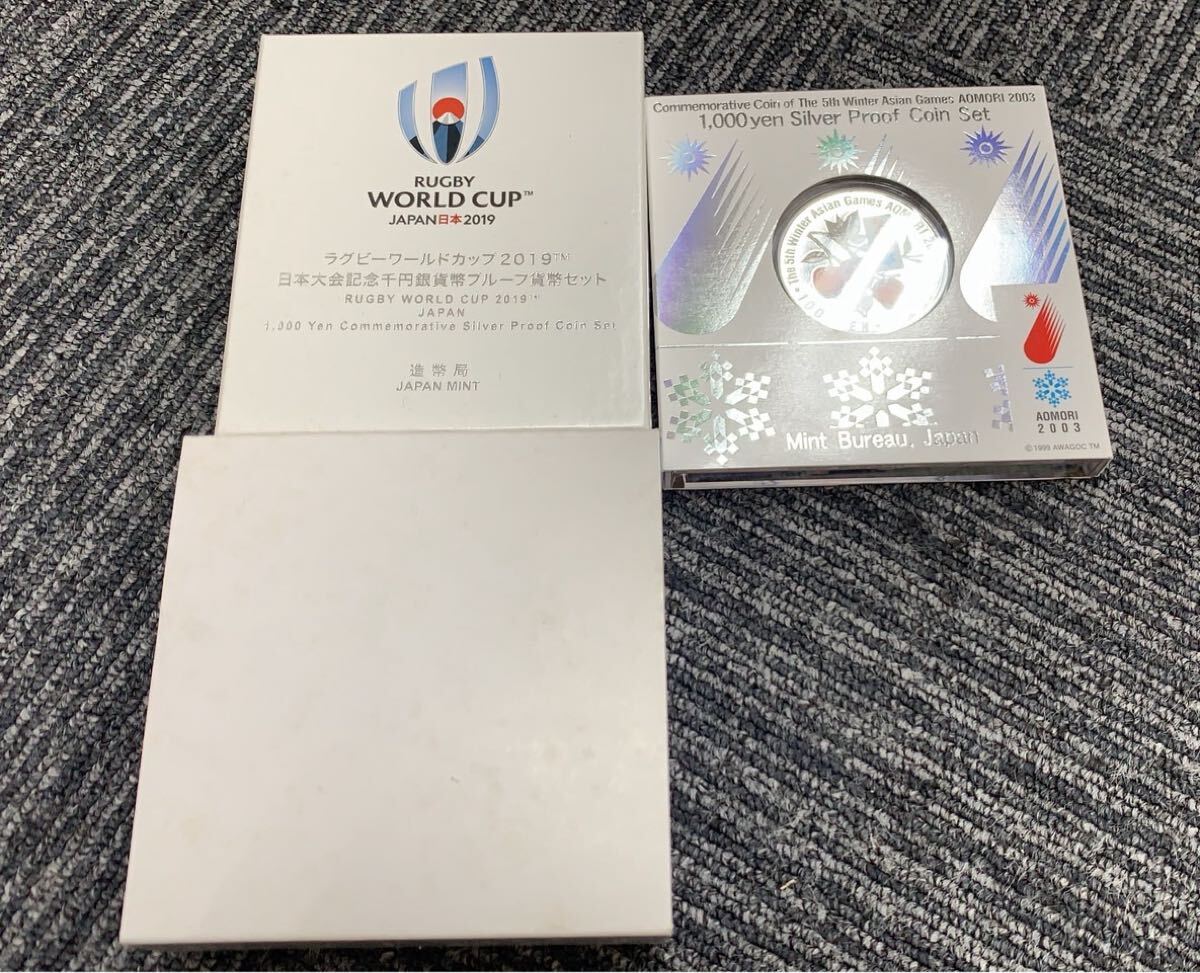 RUGBY
WORLD CUP™
JAPAN日本2019
ラグビーワールドカップ2019™
日本大会記念千円銀貨幣プルーフ貨幣セット
RUGBY WORLD CUP 2019™
JAPAN
1,000 Yen Commemorative Silver Proof Coin Set
造幣局
JAPAN MINT
Commemorative Coin of The 5th Winter Asian Games AOMORI 2003
1,000 yen Silver Proof Coin Set
The 5th Winter Asian Games
Mint Bureau, Japan
AOMORI
2003
©1999 AWAGOC TM